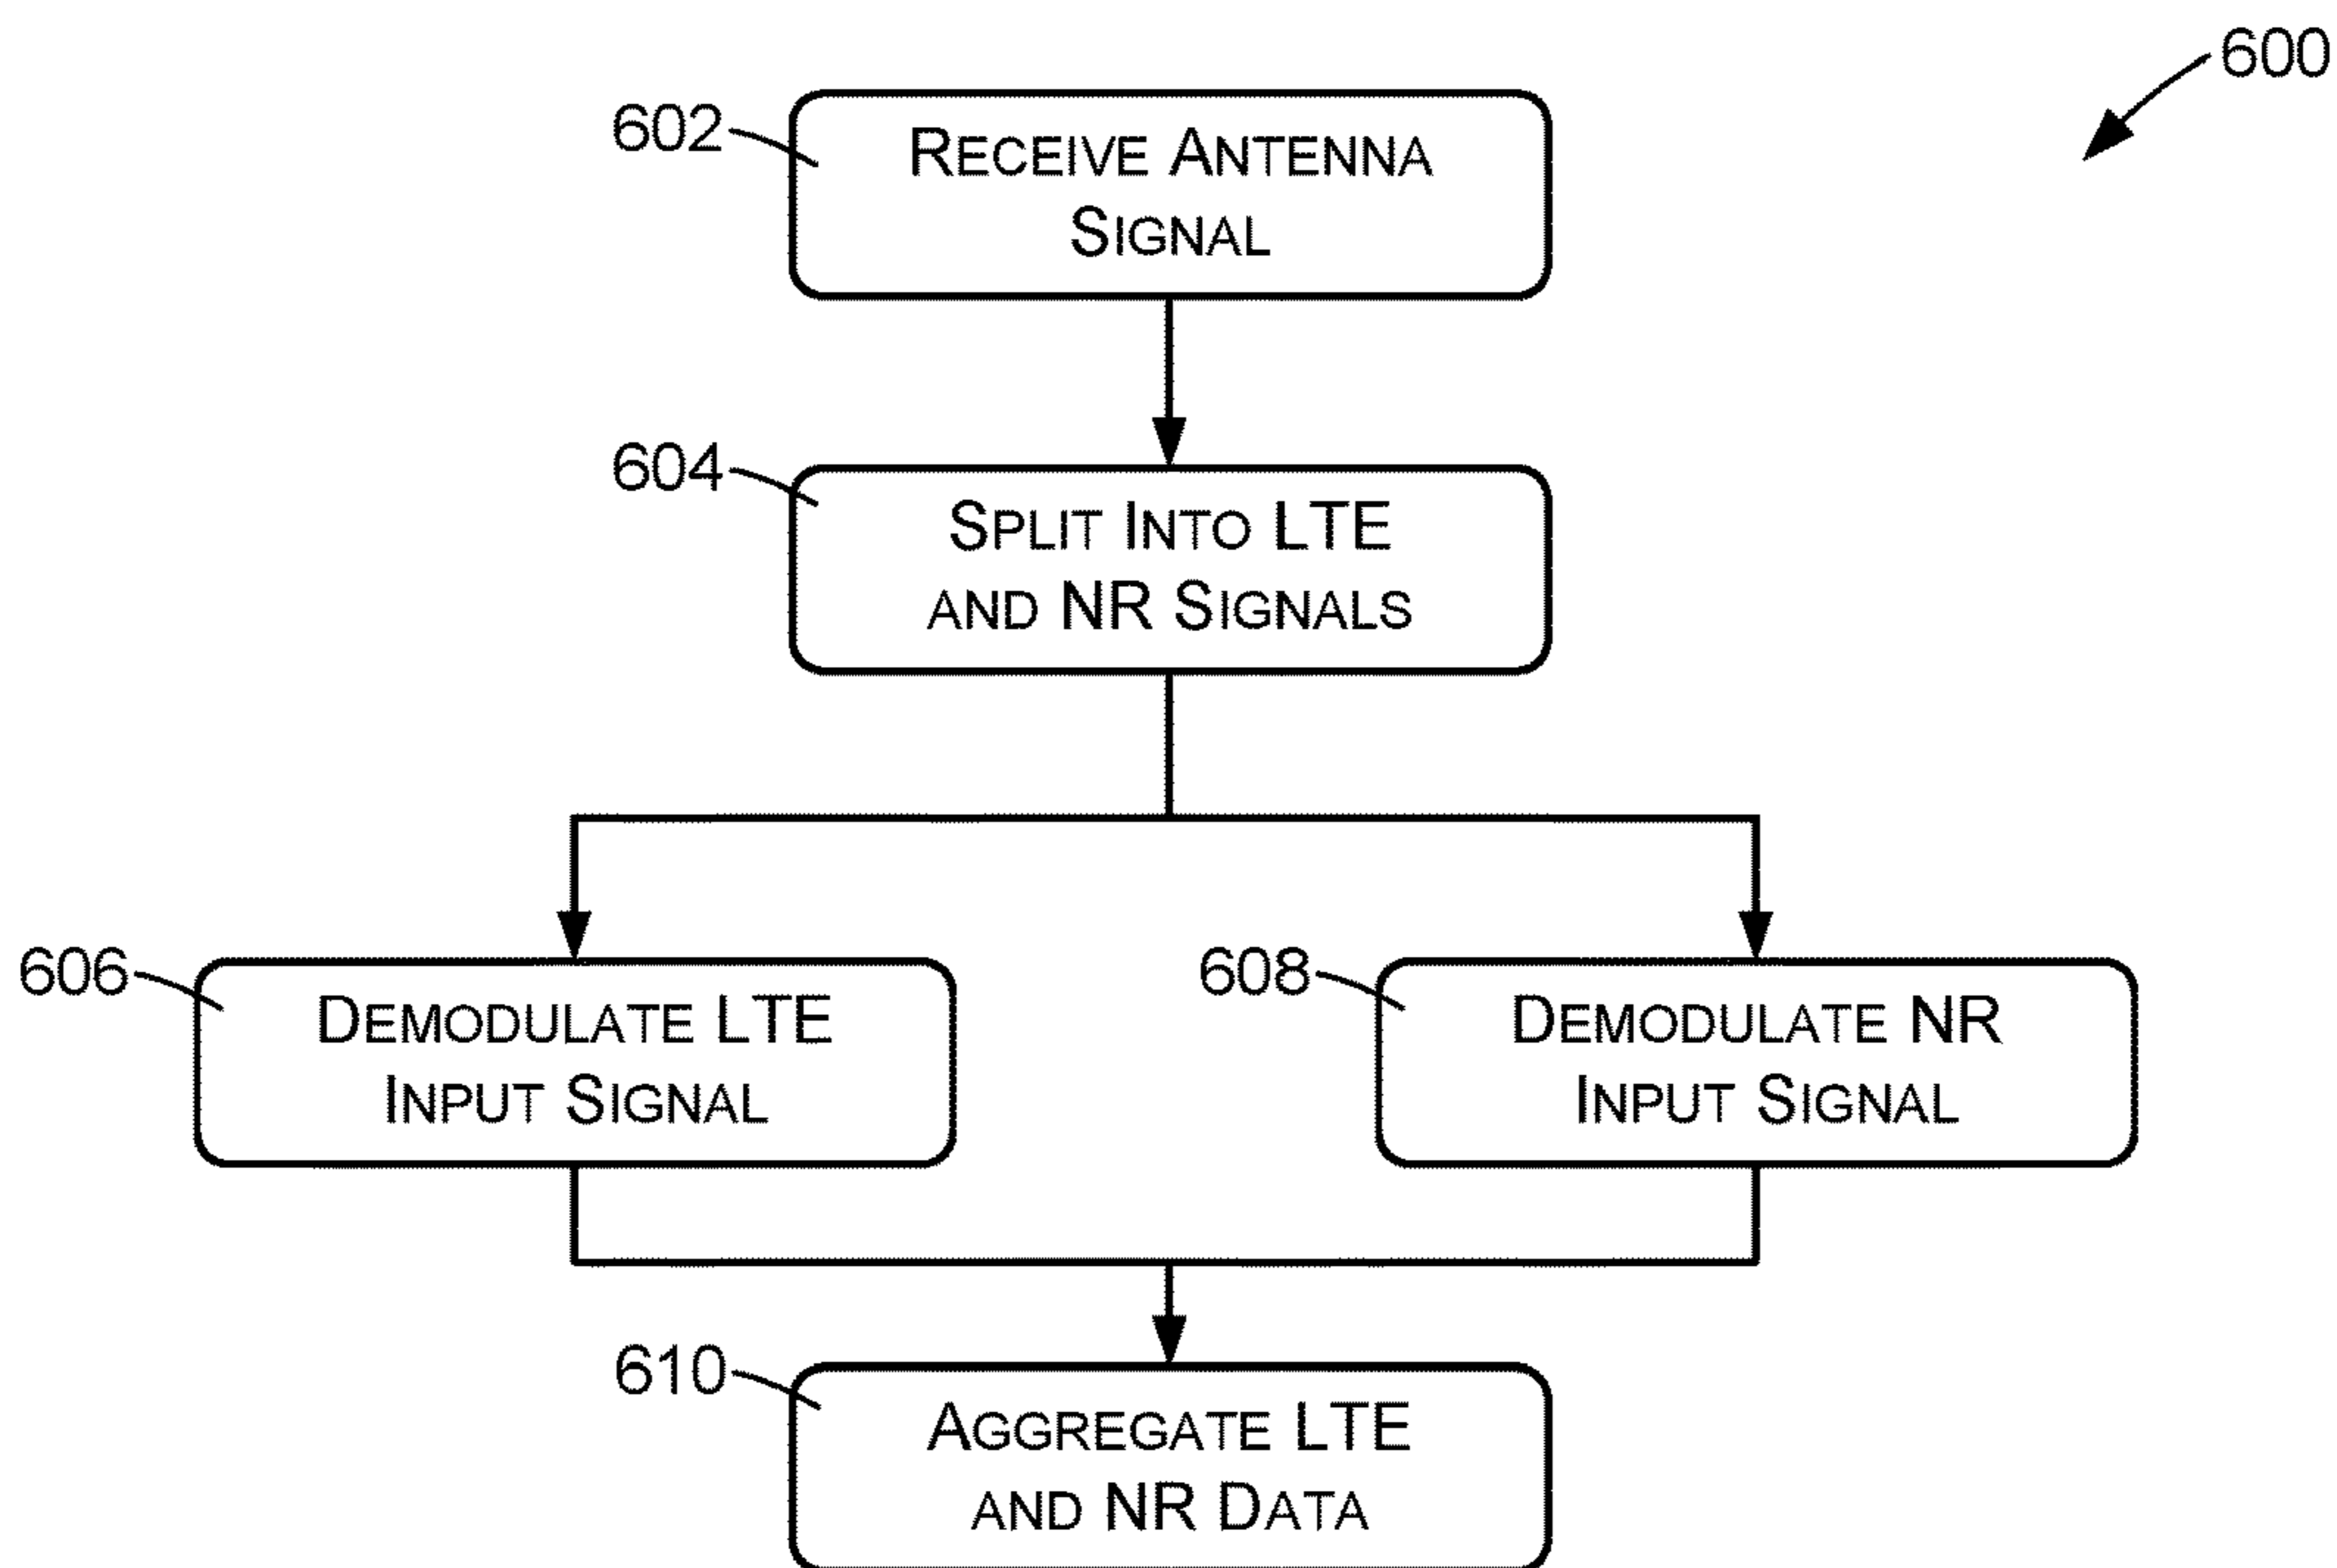 600
602
RECEIVE ANTENNA
SIGNAL
604
SPLIT INTO LTE
AND NR SIGNALS
606
DEMODULATE LTE
INPUT SIGNAL
608
DEMODULATE NR
INPUT SIGNAL
610
AGGREGATE LTE
AND NR DATA